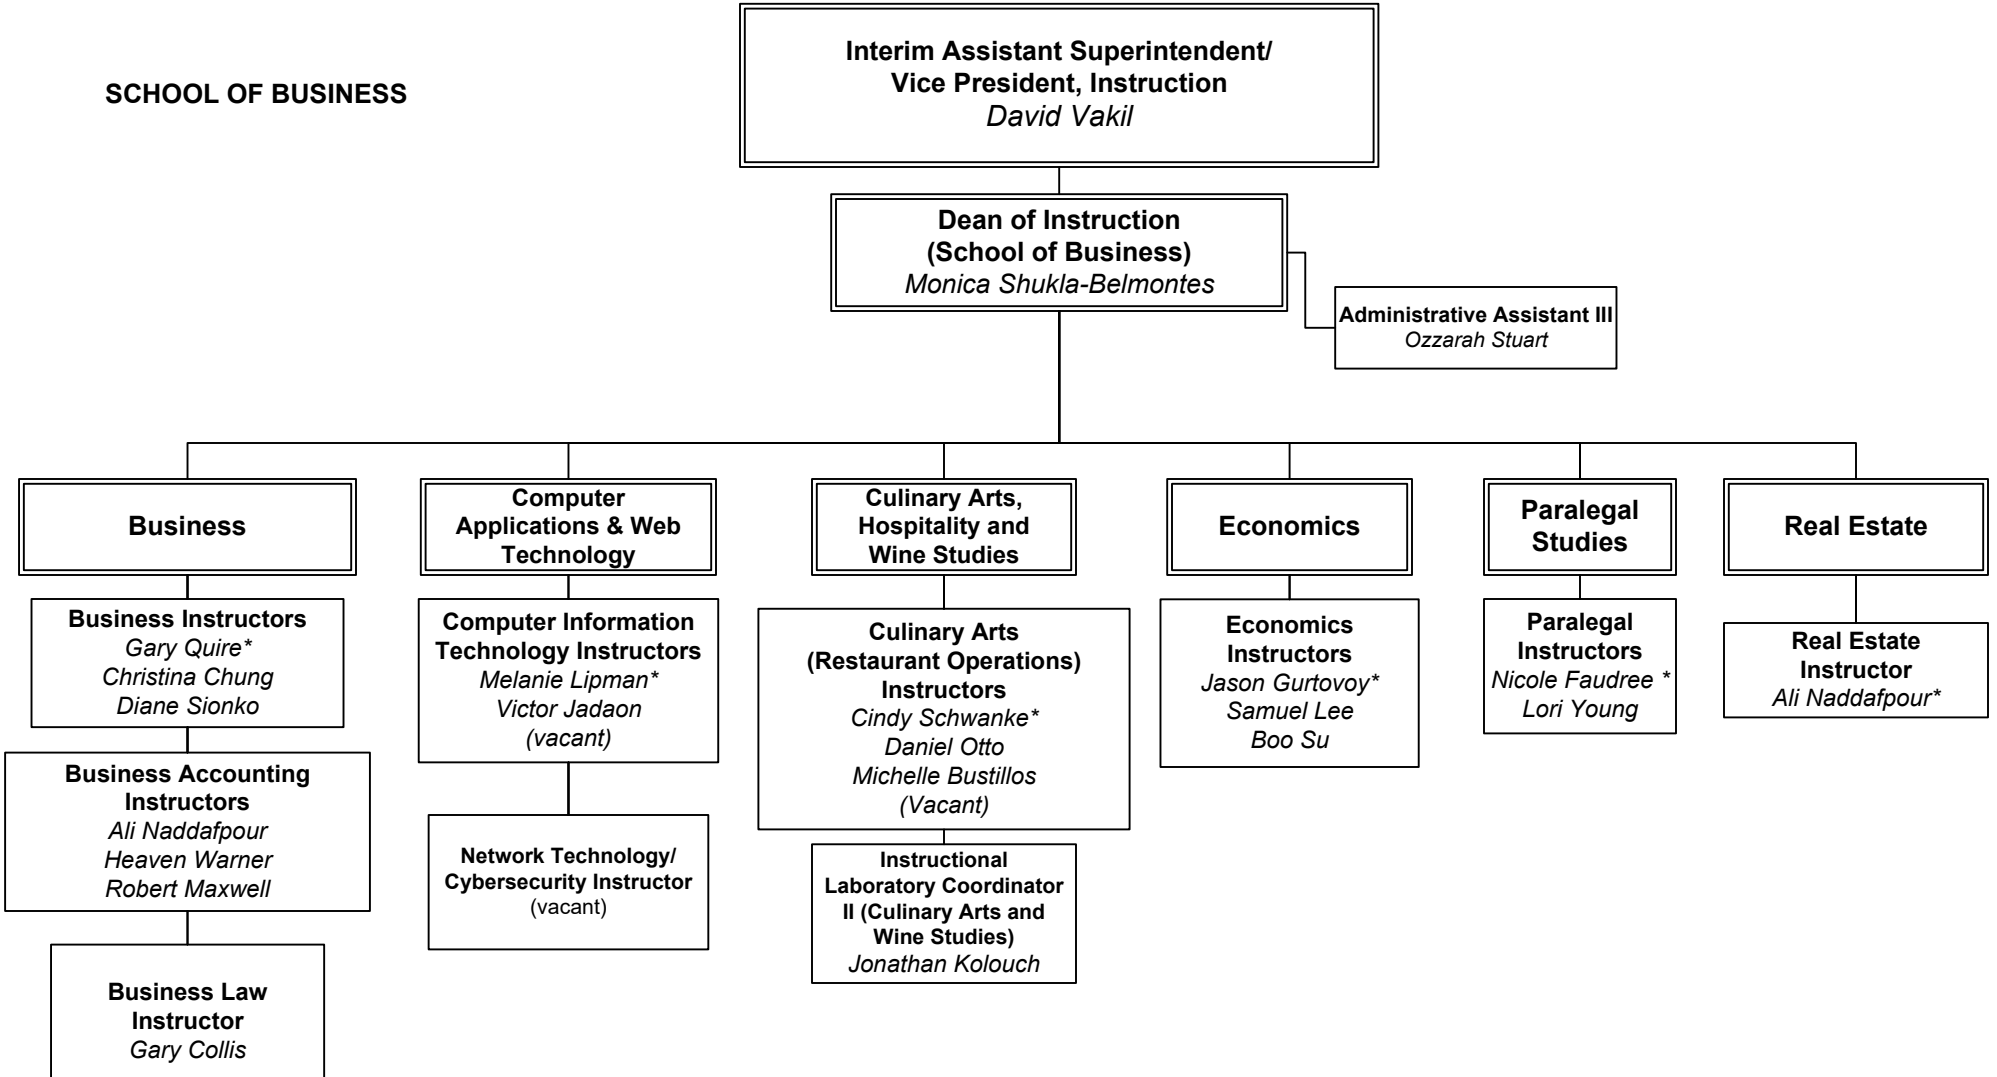 SCHOOL OF BUSINESS
Interim Assistant Superintendent/
Vice President, Instruction
David Vakil
Dean of Instruction
(School of Business)
Monica Shukla-Belmontes
Administrative Assistant III
Ozzarah Stuart
Business
Business Instructors
Gary Quire*
Christina Chung
Diane Sionko
Business Accounting
Instructors
Ali Naddafpour
Heaven Warner
Robert Maxwell
Business Law
Instructor
Gary Collis
Computer
Applications & Web
Technology
Computer Information
Technology Instructors
Melanie Lipman*
Victor Jadaon
(vacant)
Network Technology/
Cybersecurity Instructor
(vacant)
Culinary Arts,
Hospitality and
Wine Studies
Culinary Arts
(Restaurant Operations)
Instructors
Cindy Schwanke*
Daniel Otto
Michelle Bustillos
(Vacant)
Instructional
Laboratory Coordinator
II (Culinary Arts and
Wine Studies)
Jonathan Kolouch
Economics
Economics
Instructors
Jason Gurtovoy*
Samuel Lee
Boo Su
Paralegal
Studies
Paralegal
Instructors
Nicole Faudree *
Lori Young
Real Estate
Real Estate
Instructor
Ali Naddafpour*